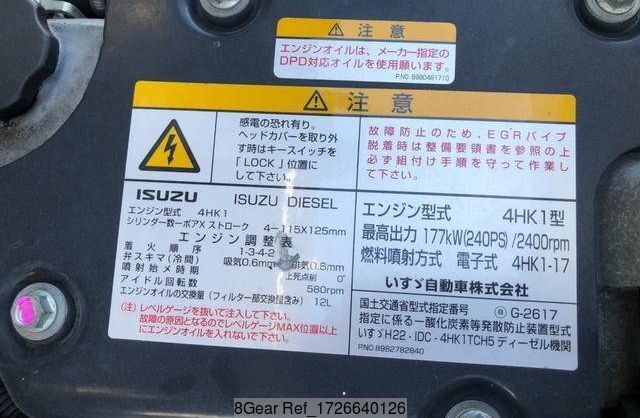 ⚠ 注意
エンジンオイルは、メーカー指定の
DPD対応オイルを使用願います。
P.NO. 8980461710
⚠ 注意
感電の恐れ有り。
ヘッドカバーを取り外
す時はキースイッチを
「LOCK」位置に
して下さい。
故障防止のため、EGRパイプ
脱着時は整備要領書を参照の上
必ず組付け手順を守って作業し
て下さい。
ISUZU ISUZU DIESEL
エンジン型式 4HK1
シリンダー数ーボアXストローク 4-115X125mm
エンジン調整表
着火順序 1-3-4-2
弁スキマ(冷間) 吸気0.6mm 排気0.6mm
噴射始メ時期 上死点前 0°
アイドル回転数 580rpm
エンジンオイルの交換量(フィルター部交換量含み) 12L
(注)レベルゲージを抜いて注入して下さい。
故障の原因となるのでレベルゲージMAX位置以上
にエンジンオイルを入れないで下さい。
エンジン型式 4HK1型
最高出力 177kW(240PS)/2400rpm
燃料噴射方式 電子式 4HK1-17
いすゞ自動車株式会社
国土交通省型式指定番号 G-2617
指定に係る一酸化炭素等発散防止装置型式
いすゞH22-IDC-4HK1TCH5 ディーゼル機関
P.NO.8982782840
8Gear Ref_1726640126